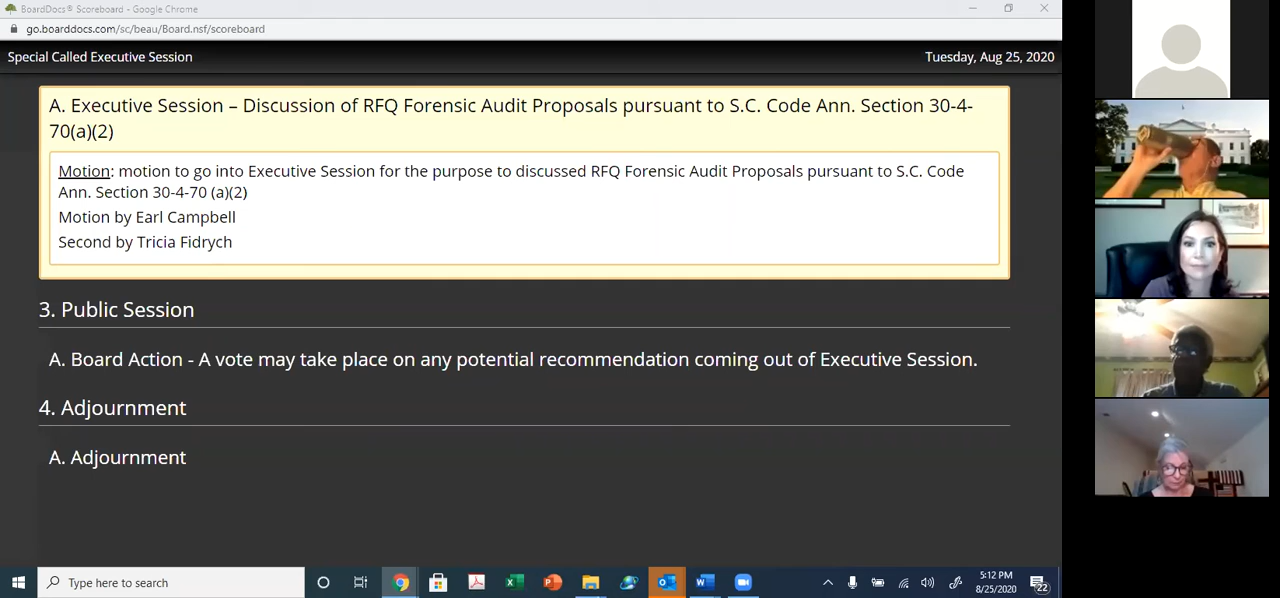 BoardDocs® Scoreboard - Google Chrome
go.boarddocs.com/sc/beau/Board.nsf/scoreboard
Special Called Executive Session
Tuesday, Aug 25, 2020
A. Executive Session – Discussion of RFQ Forensic Audit Proposals pursuant to S.C. Code Ann. Section 30-4-
70(a)(2)
Motion: motion to go into Executive Session for the purpose to discussed RFQ Forensic Audit Proposals pursuant to S.C. Code
Ann. Section 30-4-70 (a)(2)
Motion by Earl Campbell
Second by Tricia Fidrych
3. Public Session
A. Board Action - A vote may take place on any potential recommendation coming out of Executive Session.
4. Adjournment
A. Adjournment
Type here to search
5:12 PM
8/25/2020
22